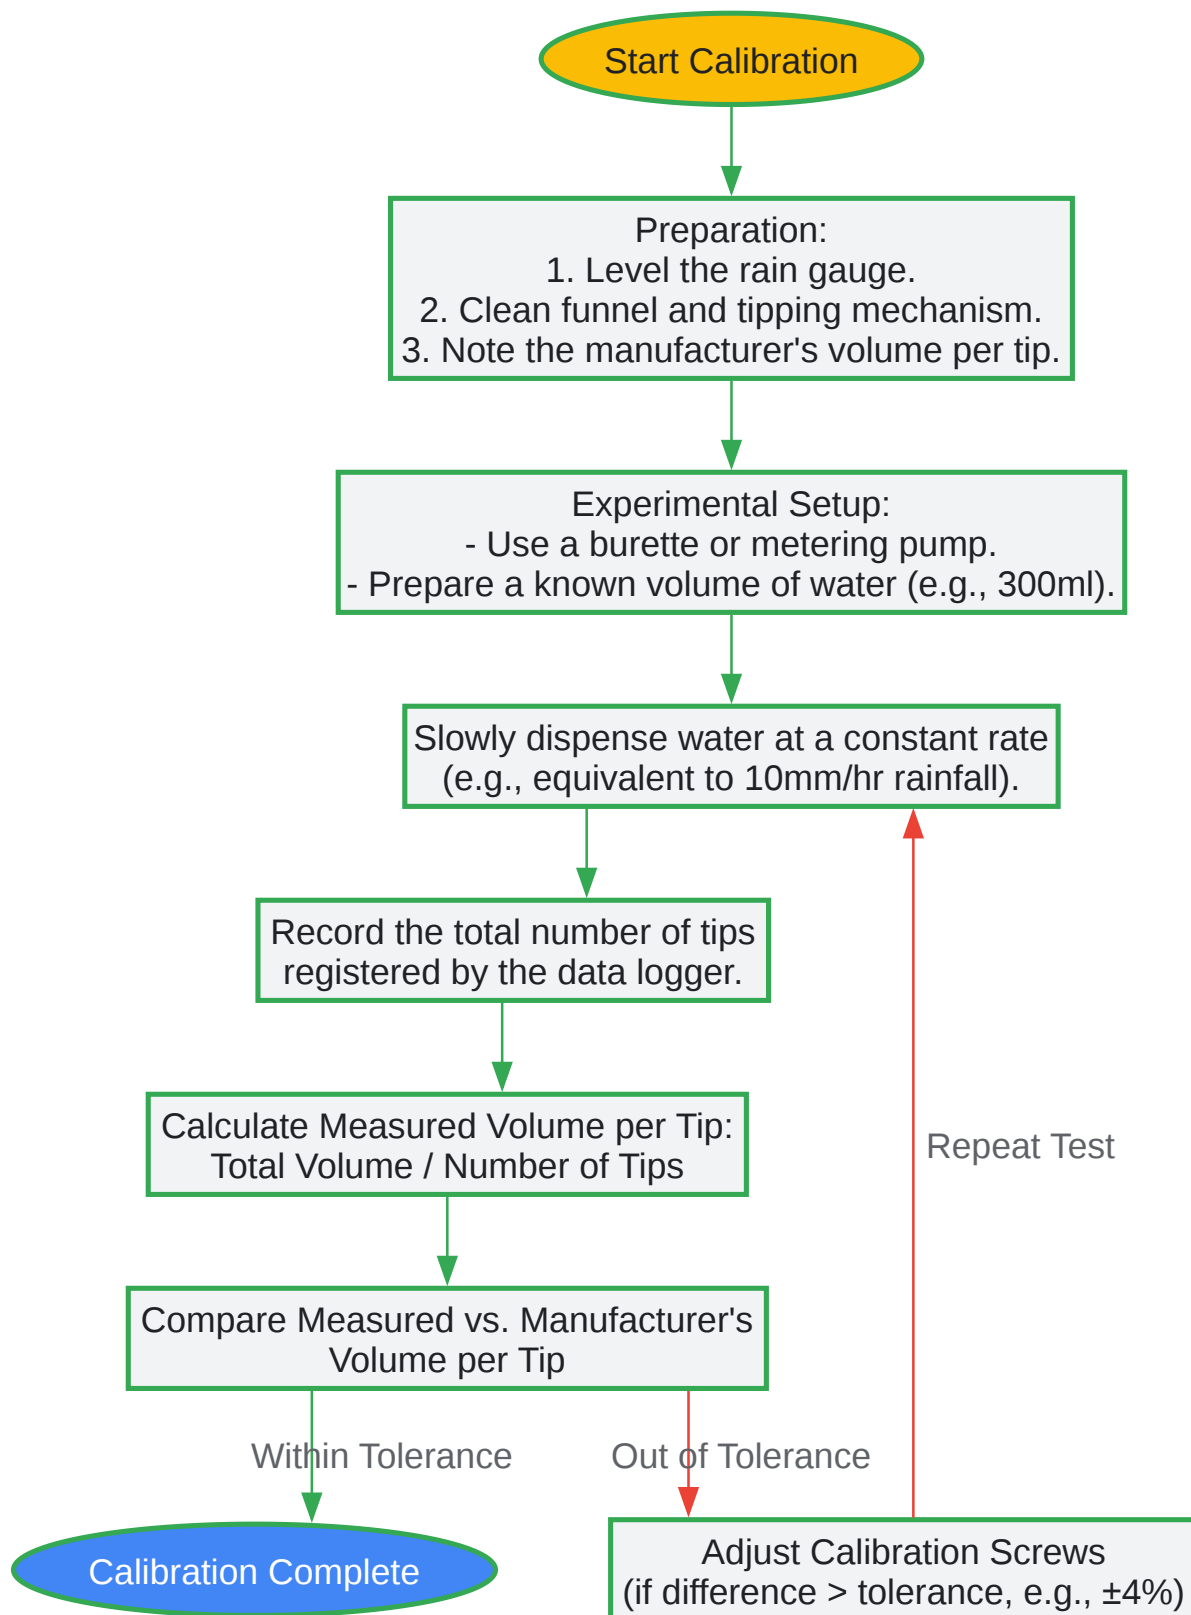 Start Calibration
Preparation:
1. Level the rain gauge.
2. Clean funnel and tipping mechanism.
3. Note the manufacturer's volume per tip.
Experimental Setup:
- Use a burette or metering pump.
- Prepare a known volume of water (e.g., 300ml).
Slowly dispense water at a constant rate
(e.g., equivalent to 10mm/hr rainfall).
Record the total number of tips
registered by the data logger.
Calculate Measured Volume per Tip:
Total Volume / Number of Tips
Repeat Test
Compare Measured vs. Manufacturer's
Volume per Tip
Within Tolerance
Out of Tolerance
Calibration Complete
Adjust Calibration Screws
(if difference > tolerance, e.g., ±4%)